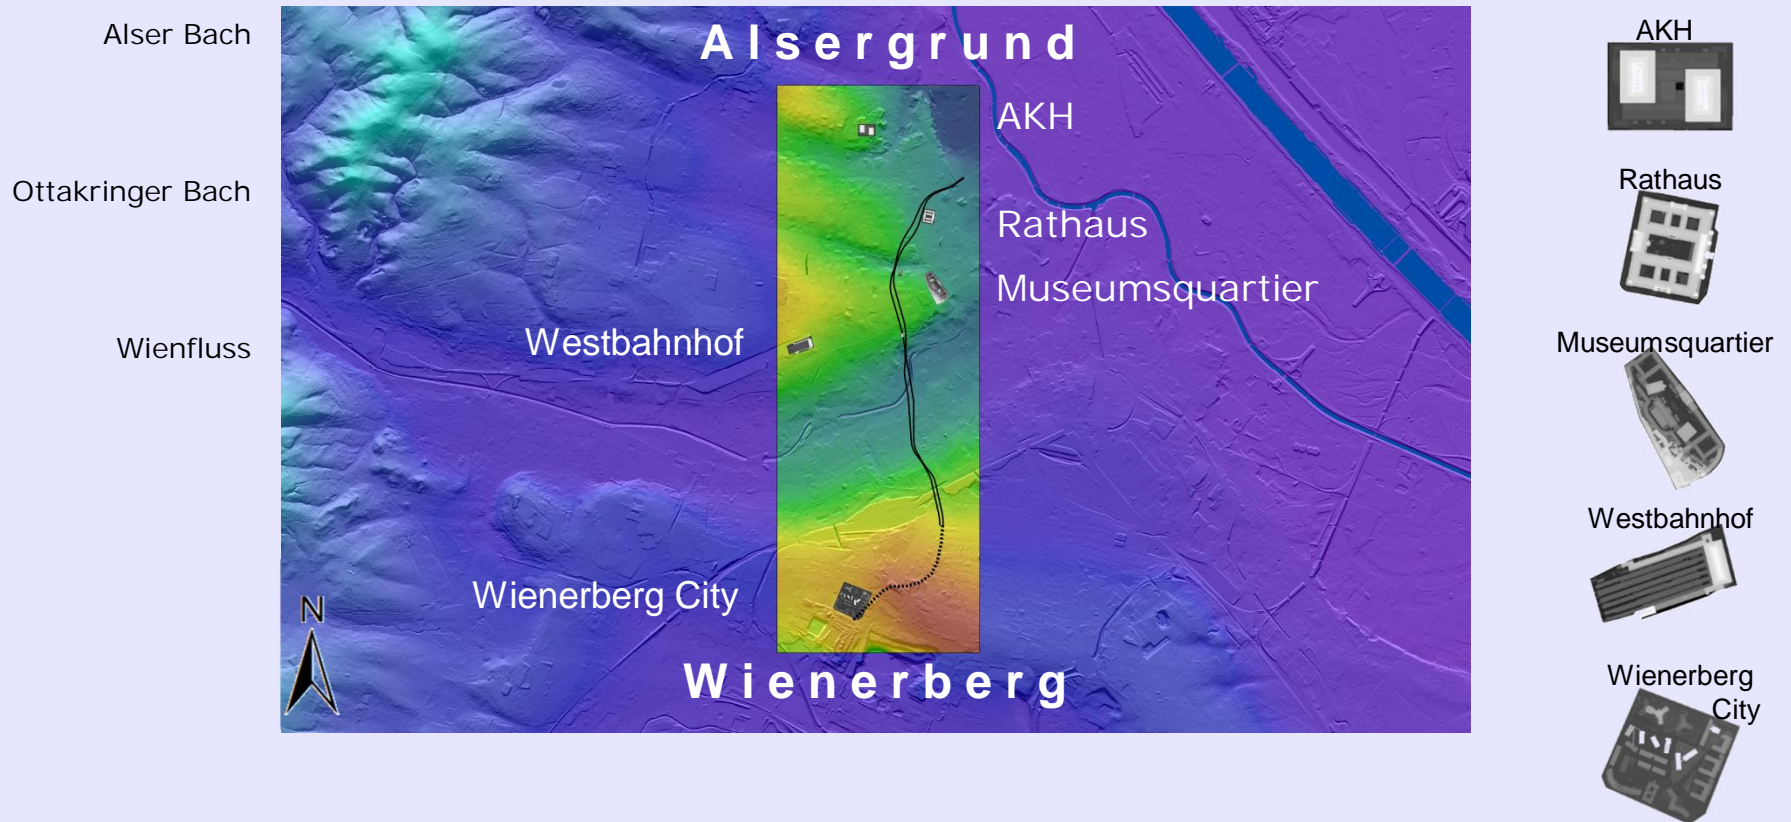 Alser Bach
Ottakringer Bach
Wienfluss
Alsergrund
AKH
Rathaus
Museumsquartier
Westbahnhof
Wienerberg City
N
Wienerberg
AKH
Rathaus
Museumsquartier
Westbahnhof
Wienerberg
City